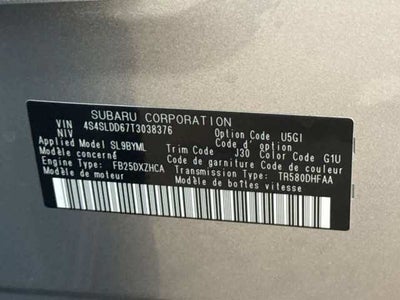 SUBARU CORPORATION
VIN 4S4SLDD67T3038376 Option Code U5GI
NIV Code d' option
Applied Model SL9BYML Trim Code J30 Color Code G1U
Modèle concerné Code de garniture Code de couleur
Engine Type: FB25DXZHCA Transmission Type: TR580DHFAA
Modèle de moteur Modèle de boîtes vitesse